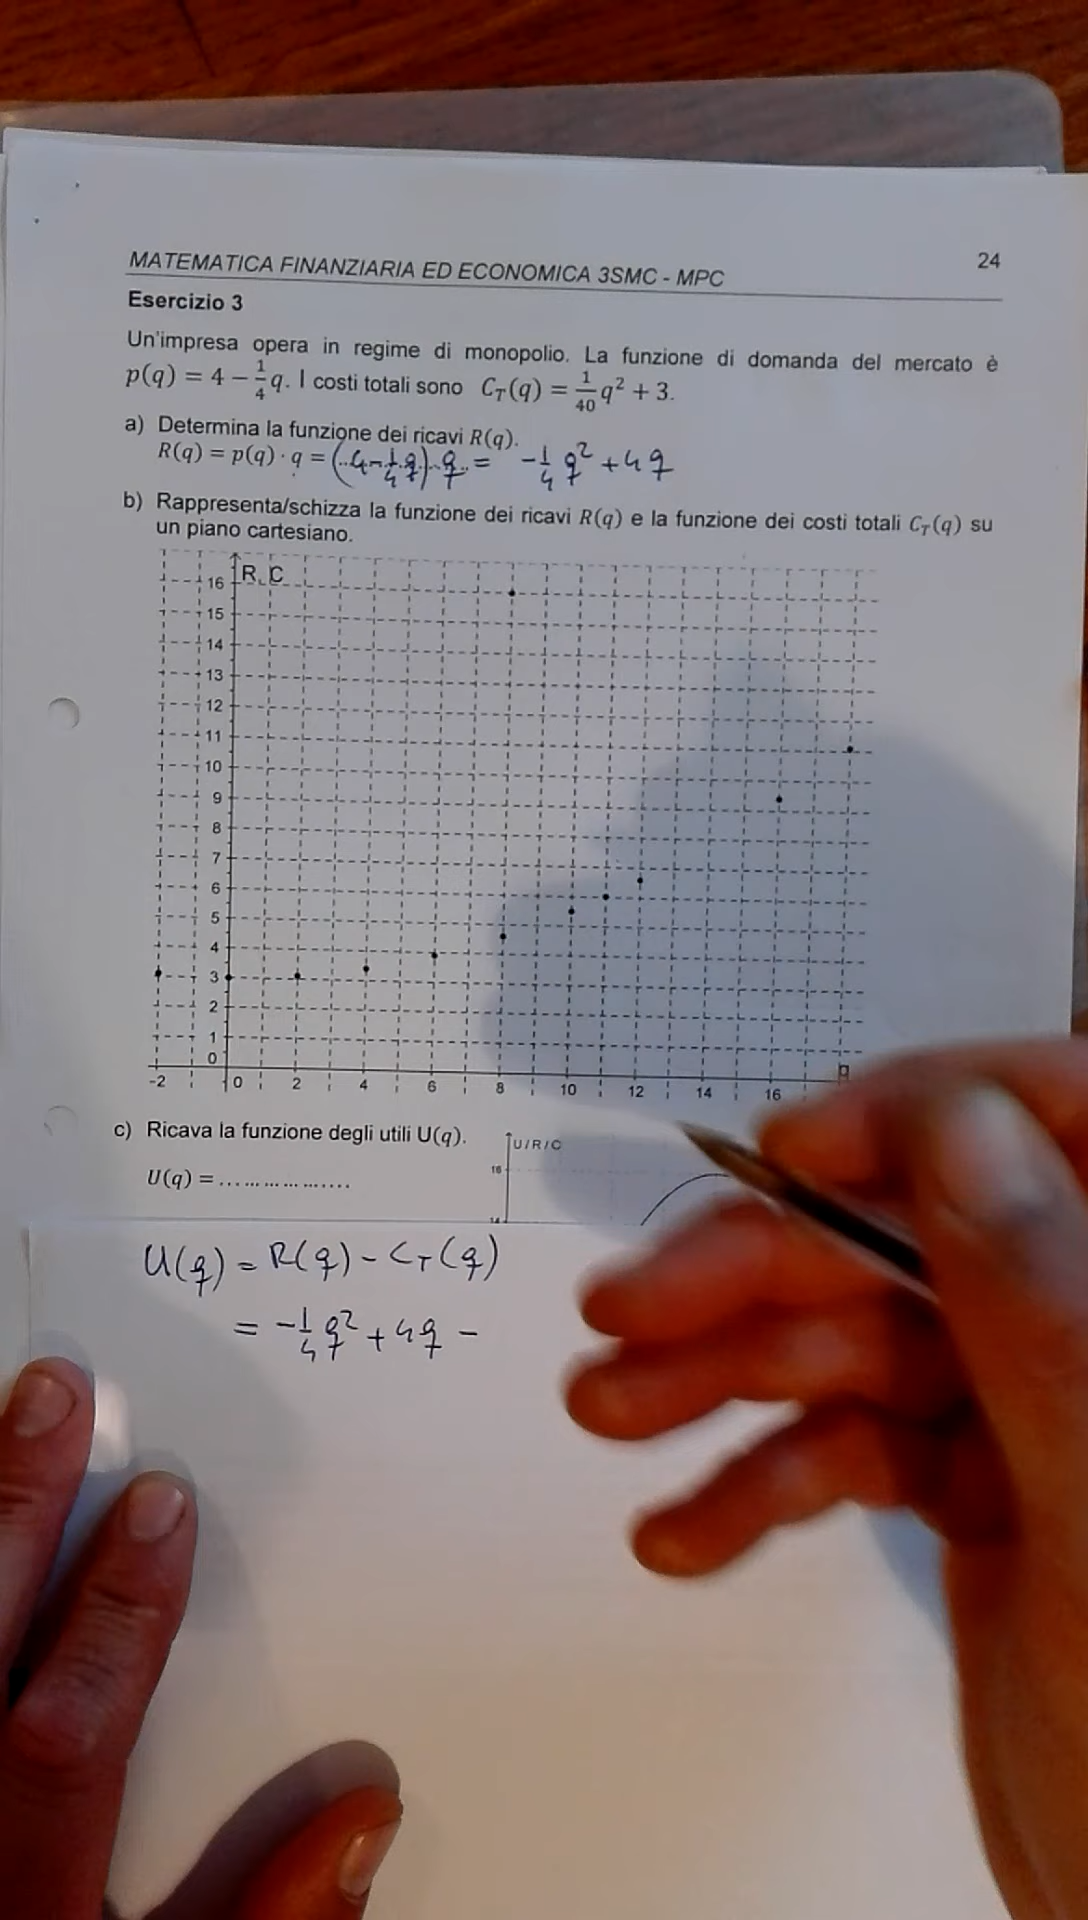 MATEMATICA FINANZIARIA ED ECONOMICA 3SMC - MPC
24
Esercizio 3
Un'impresa opera in regime di monopolio. La funzione di domanda del mercato è
p(q) = 4 − 1/4 q. I costi totali sono C_T(q) = 1/40 q² + 3.
a) Determina la funzione dei ricavi R(q).
R(q) = p(q) · q = (4 − 1/4 q) q = −1/4 q² + 4q
b) Rappresenta/schizza la funzione dei ricavi R(q) e la funzione dei costi totali C_T(q) su
un piano cartesiano.
R, C
16
15
14
13
12
11
10
9
8
7
6
5
4
3
2
1
0
-2 0 2 4 6 8 10 12 14 16 q
c) Ricava la funzione degli utili U(q).
U/R/C
16
U(q) = ………………….
14
U(q) = R(q) − C_T(q)
= −1/4 q² + 4q −